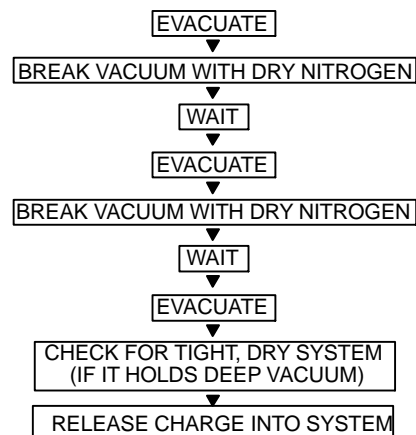 EVACUATE
BREAK VACUUM WITH DRY NITROGEN
WAIT
EVACUATE
BREAK VACUUM WITH DRY NITROGEN
WAIT
EVACUATE
CHECK FOR TIGHT, DRY SYSTEM
(IF IT HOLDS DEEP VACUUM)
RELEASE CHARGE INTO SYSTEM